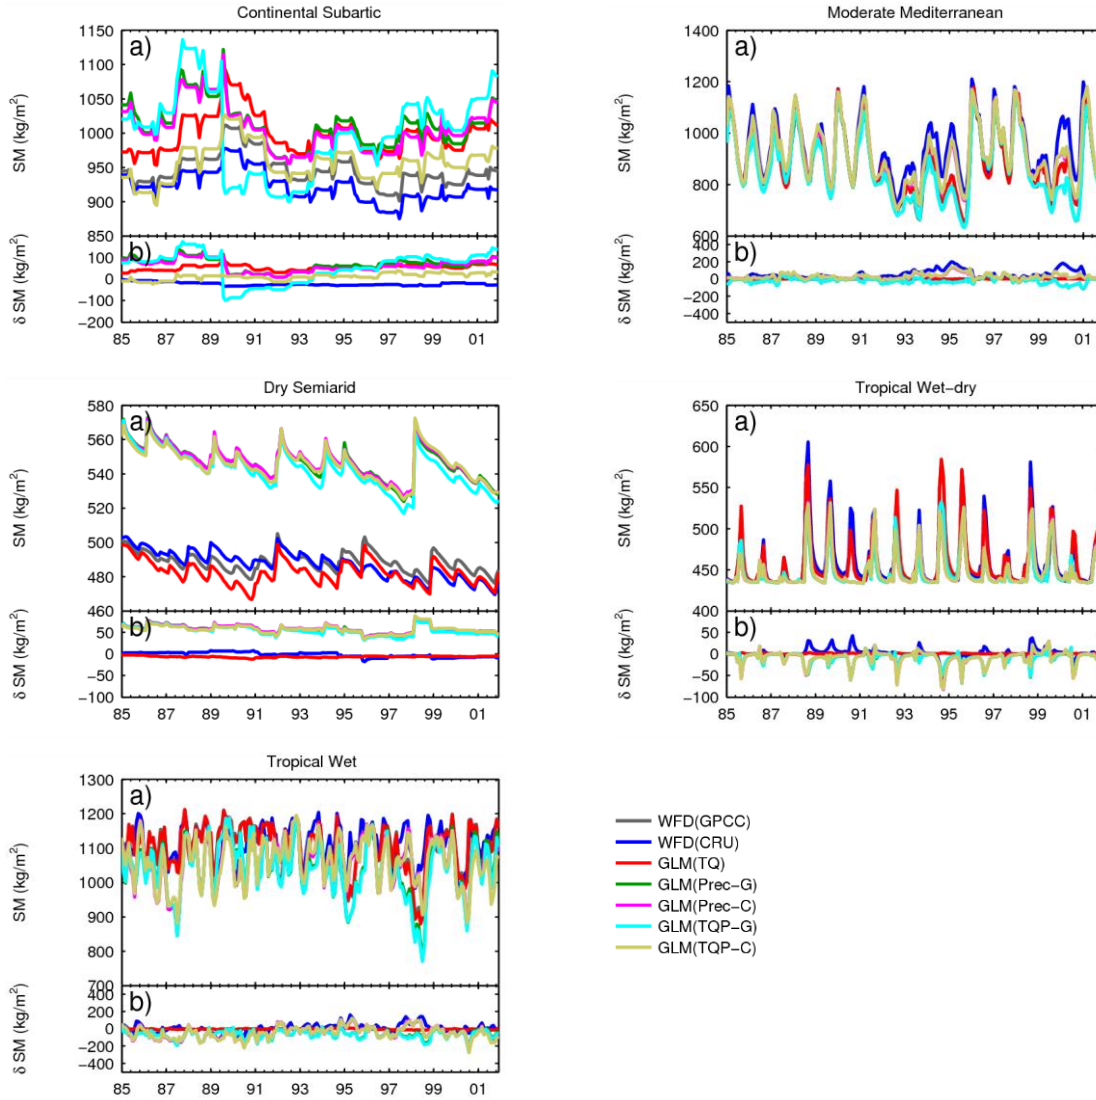 Continental Subartic
a)
1150
1100
1050
1000
950
900
850
SM (kg/m²)
b)
100
0
−100
−200
δ SM (kg/m²)
85 87 89 91 93 95 97 99 01
Moderate Mediterranean
a)
1400
1200
1000
800
600
SM (kg/m²)
b)
400
200
0
−200
−400
δ SM (kg/m²)
85 87 89 91 93 95 97 99 01
Dry Semiarid
a)
580
560
540
520
500
480
460
SM (kg/m²)
b)
50
0
−50
−100
δ SM (kg/m²)
85 87 89 91 93 95 97 99 01
Tropical Wet−dry
a)
650
600
550
500
450
400
SM (kg/m²)
b)
50
0
−50
−100
δ SM (kg/m²)
85 87 89 91 93 95 97 99 01
Tropical Wet
a)
1300
1200
1100
1000
900
800
700
SM (kg/m²)
b)
400
200
0
−200
−400
δ SM (kg/m²)
85 87 89 91 93 95 97 99 01
WFD(GPCC)
WFD(CRU)
GLM(TQ)
GLM(Prec−G)
GLM(Prec−C)
GLM(TQP−G)
GLM(TQP−C)